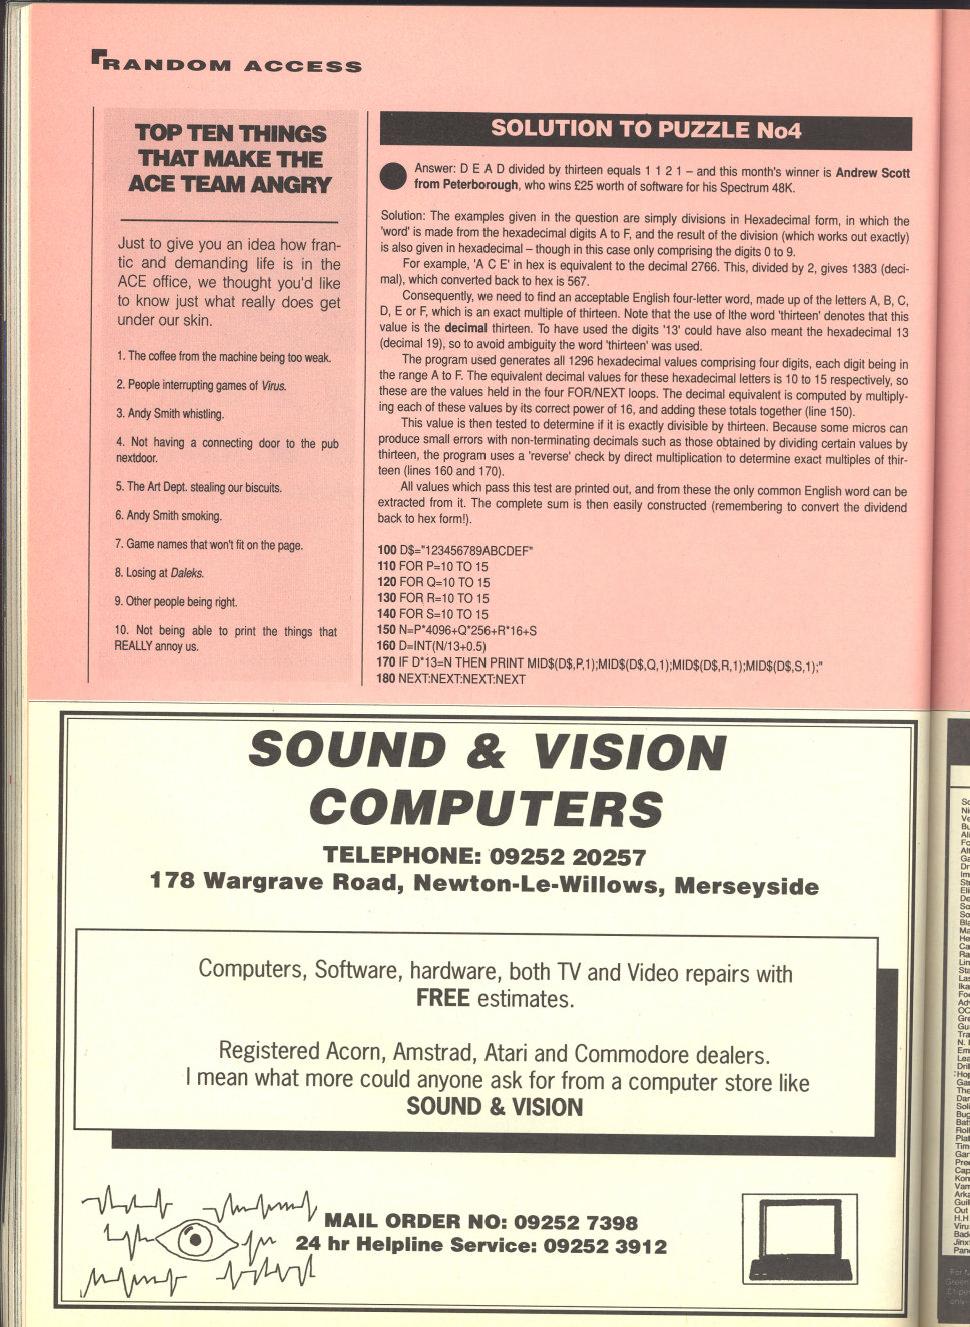 RANDOM ACCESS
TOP TEN THINGS
THAT MAKE THE
ACE TEAM ANGRY
Just to give you an idea how fran-
tic and demanding life is in the
ACE office, we thought you'd like
to know just what really does get
under our skin.
1. The coffee from the machine being too weak.
2. People interrupting games of Virus.
3. Andy Smith whistling.
4. Not having a connecting door to the pub
nextdoor.
5. The Art Dept. stealing our biscuits.
6. Andy Smith smoking.
7. Game names that won't fit on the page.
8. Losing at Daleks.
9. Other people being right.
10. Not being able to print the things that
REALLY annoy us.
SOLUTION TO PUZZLE No4
Answer: D E A D divided by thirteen equals 1 1 2 1 – and this month's winner is Andrew Scott
from Peterborough, who wins £25 worth of software for his Spectrum 48K.
Solution: The examples given in the question are simply divisions in Hexadecimal form, in which the
'word' is made from the hexadecimal digits A to F, and the result of the division (which works out exactly)
is also given in hexadecimal – though in this case only comprising the digits 0 to 9.
For example, 'A C E' in hex is equivalent to the decimal 2766. This, divided by 2, gives 1383 (deci-
mal), which converted back to hex is 567.
Consequently, we need to find an acceptable English four-letter word, made up of the letters A, B, C,
D, E or F, which is an exact multiple of thirteen. Note that the use of lthe word 'thirteen' denotes that this
value is the decimal thirteen. To have used the digits '13' could have also meant the hexadecimal 13
(decimal 19), so to avoid ambiguity the word 'thirteen' was used.
The program used generates all 1296 hexadecimal values comprising four digits, each digit being in
the range A to F. The equivalent decimal values for these hexadecimal letters is 10 to 15 respectively, so
these are the values held in the four FOR/NEXT loops. The decimal equivalent is computed by multiply-
ing each of these values by its correct power of 16, and adding these totals together (line 150).
This value is then tested to determine if it is exactly divisible by thirteen. Because some micros can
produce small errors with non-terminating decimals such as those obtained by dividing certain values by
thirteen, the program uses a 'reverse' check by direct multiplication to determine exact multiples of thir-
teen (lines 160 and 170).
All values which pass this test are printed out, and from these the only common English word can be
extracted from it. The complete sum is then easily constructed (remembering to convert the dividend
back to hex form!).
100 D$="123456789ABCDEF"
110 FOR P=10 TO 15
120 FOR Q=10 TO 15
130 FOR R=10 TO 15
140 FOR S=10 TO 15
150 N=P*4096+Q*256+R*16+S
160 D=INT(N/13+0.5)
170 IF D*13=N THEN PRINT MID$(D$,P,1);MID$(D$,Q,1);MID$(D$,R,1);MID$(D$,S,1);"
180 NEXT:NEXT:NEXT:NEXT
SOUND & VISION
COMPUTERS
TELEPHONE: 09252 20257
178 Wargrave Road, Newton-Le-Willows, Merseyside
Computers, Software, hardware, both TV and Video repairs with
FREE estimates.
Registered Acorn, Amstrad, Atari and Commodore dealers.
I mean what more could anyone ask for from a computer store like
SOUND & VISION
MAIL ORDER NO: 09252 7398
24 hr Helpline Service: 09252 3912